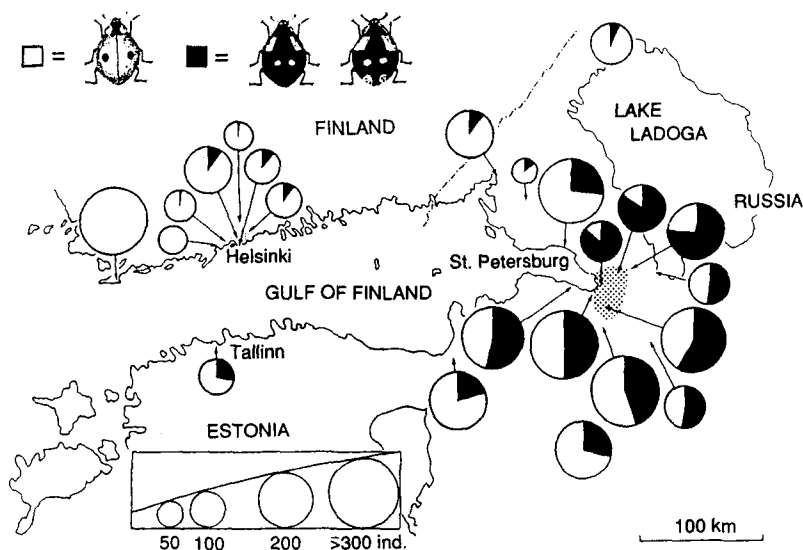 =
=
FINLAND
LAKE
LADOGA
RUSSIA
Helsinki
St. Petersburg
GULF OF FINLAND
Tallinn
ESTONIA
50 100 200 >300 ind.
100 km